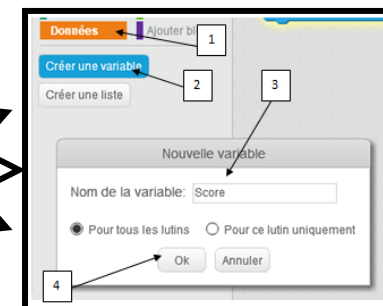 Données
Ajouter bl
1
Créer une variable
2
3
Créer une liste
Nouvelle variable
Nom de la variable: Score
Pour tous les lutins Pour ce lutin uniquement
4
Ok Annuler